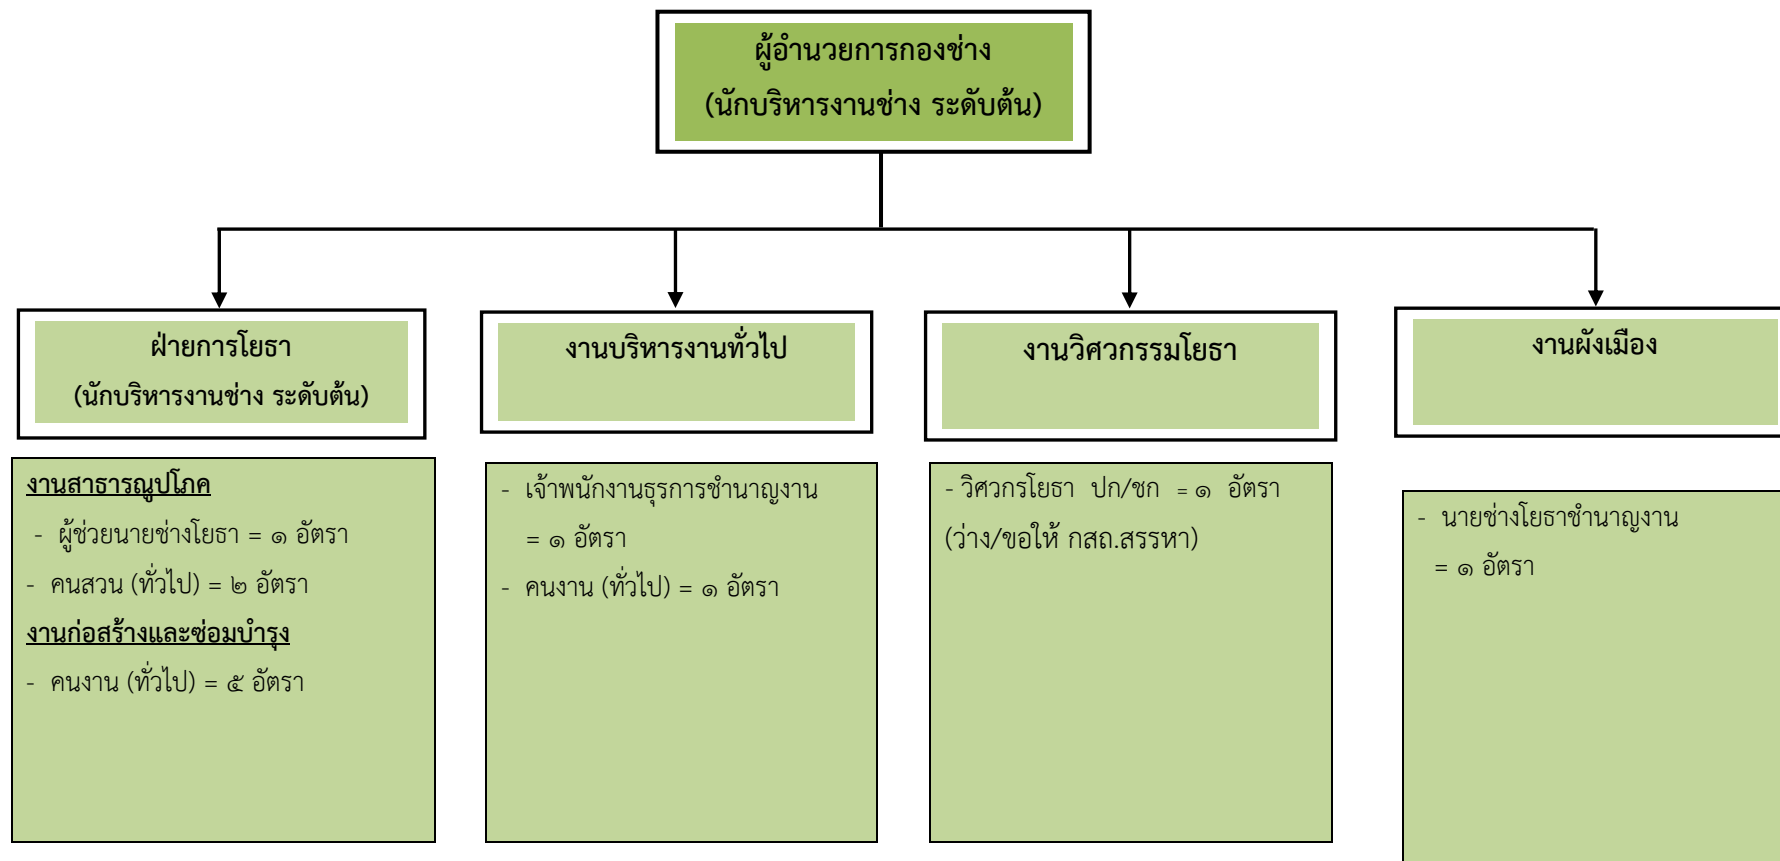 ผู้อำนวยการกองช่าง
(นักบริหารงานช่าง ระดับต้น)
ฝ่ายการโยธา
(นักบริหารงานช่าง ระดับต้น)
งานสาธารณูปโภค
- ผู้ช่วยนายช่างโยธา = ๑ อัตรา
- คนสวน (ทั่วไป) = ๒ อัตรา
งานก่อสร้างและซ่อมบำรุง
- คนงาน (ทั่วไป) = ๕ อัตรา
งานบริหารงานทั่วไป
- เจ้าพนักงานธุรการชำนาญงาน
= ๑ อัตรา
- คนงาน (ทั่วไป) = ๑ อัตรา
งานวิศวกรรมโยธา
- วิศวกรโยธา ปก/ชก = ๑ อัตรา
(ว่าง/ขอให้ กสถ.สรรหา)
งานผังเมือง
- นายช่างโยธาชำนาญงาน
= ๑ อัตรา